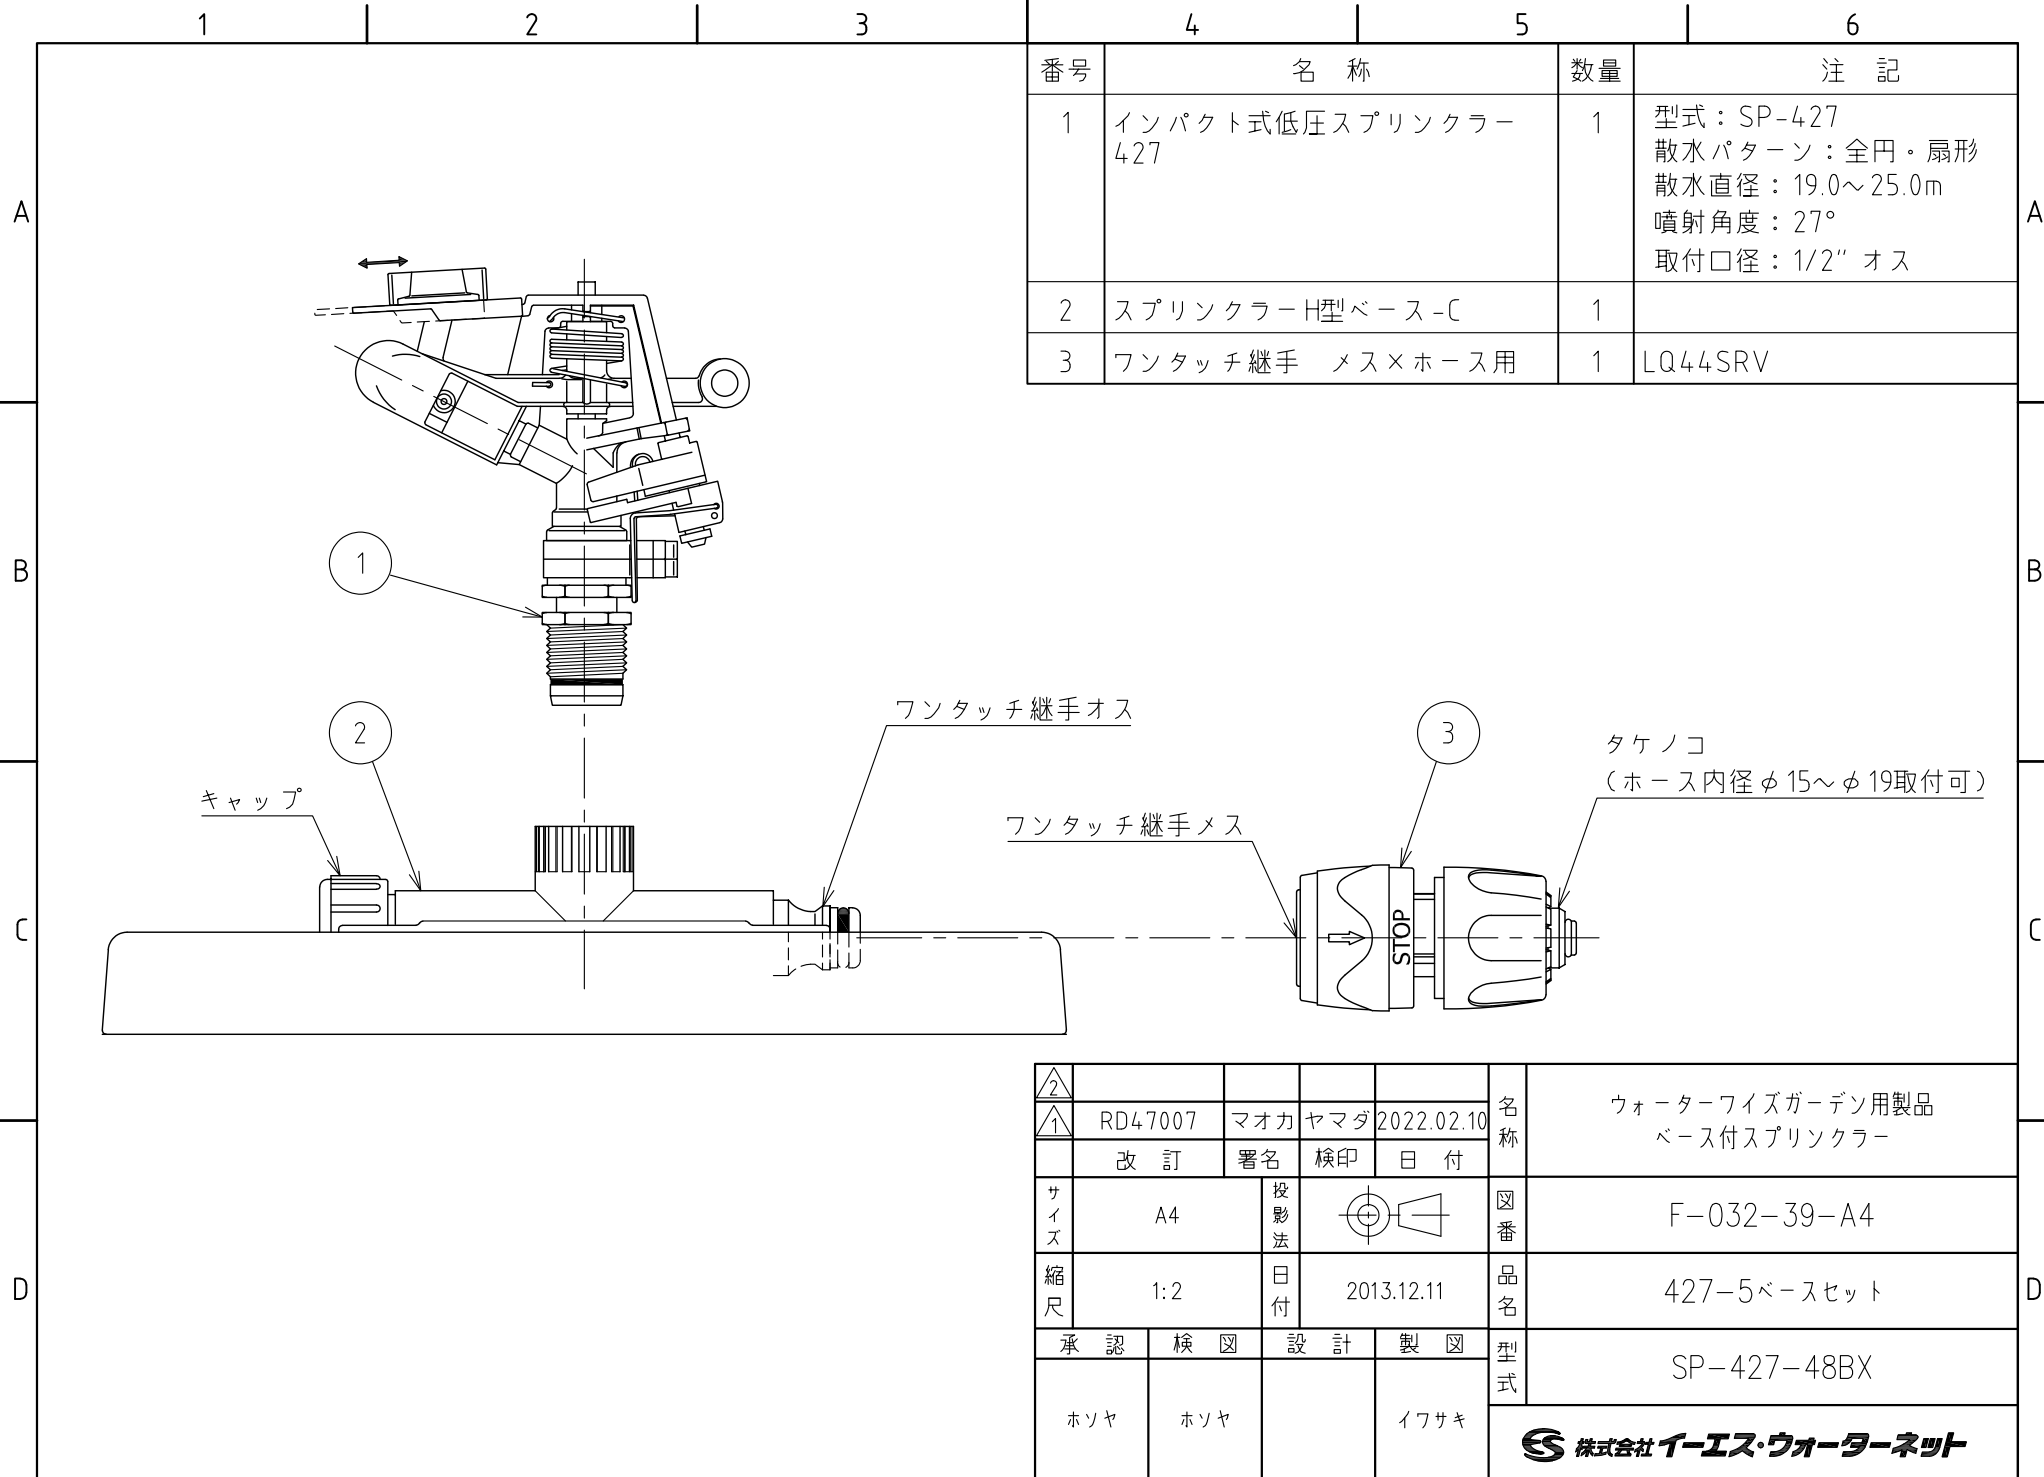 1 2 3 4 5 6
番号 名 称 数量 注 記
1 インパクト式低圧スプリンクラー 1 型式：SP-427
427
散水パターン：全円・扇形
散水直径：19.0～25.0m
噴射角度：27°
取付口径：1/2" オス
2 スプリンクラーH型ベース-C 1
3 ワンタッチ継手 メス×ホース用 1 LQ44SRV
A A
B B
C C
D D
1
2
3
ワンタッチ継手オス
キャップ
ワンタッチ継手メス
タケノコ
(ホース内径φ15～φ19取付可)
STOP
2
1 RD47007 マオカ ヤマダ 2022.02.10
改 訂 署名 検印 日 付
名称 ウォーターワイズガーデン用製品
ベース付スプリンクラー
サイズ A4 投影法
図番 F-032-39-A4
縮尺 1:2 日付 2013.12.11
品名 427-5ベースセット
承 認 検 図 設 計 製 図
型式 SP-427-48BX
ホソヤ ホソヤ イワサキ
ES 株式会社イーエス・ウォーターネット